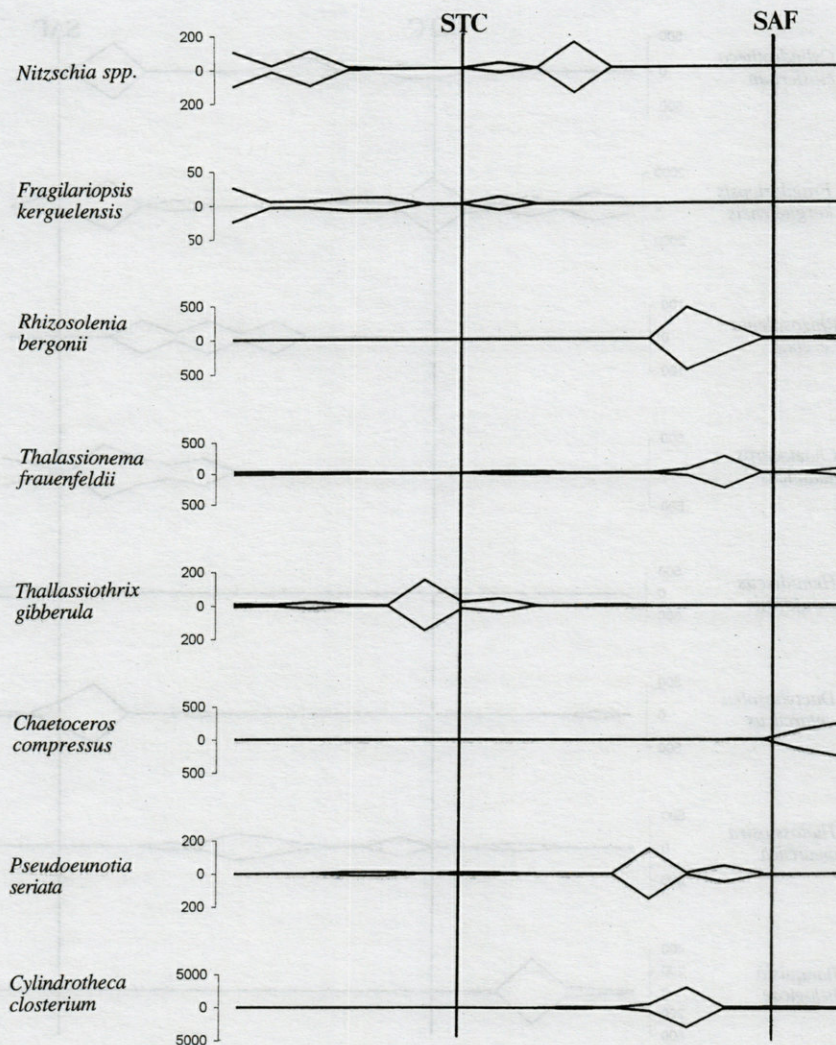 STC SAF
200
Nitzschia spp. 0
200
50
Fragilariopsis
kerguelensis 0
50
500
Rhizosolenia
bergonii 0
500
500
Thalassionema
frauenfeldii 0
500
200
Thallassiothrix
gibberula 0
200
500
Chaetoceros
compressus 0
500
200
Pseudoeunotia
seriata 0
200
5000
Cylindrotheca
closterium 0
5000